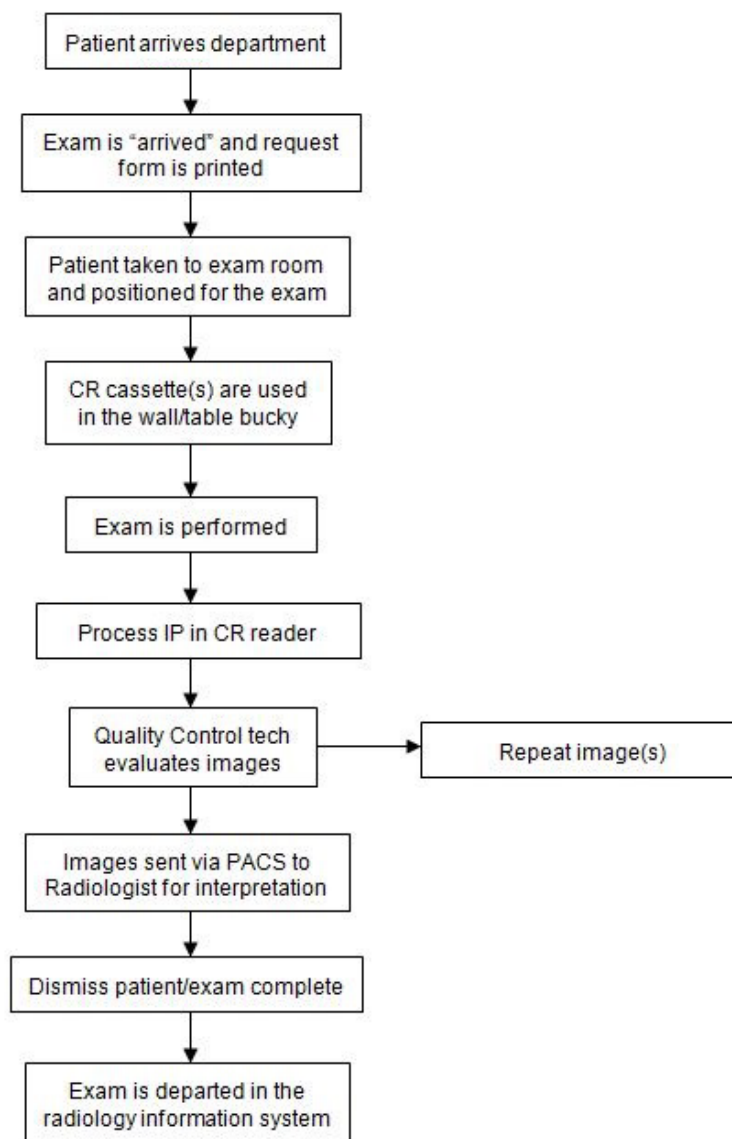 Patient arrives department
Exam is “arrived” and request
form is printed
Patient taken to exam room
and positioned for the exam
CR cassette(s) are used
in the wall/table bucky
Exam is performed
Process IP in CR reader
Quality Control tech
evaluates images
Repeat image(s)
Images sent via PACS to
Radiologist for interpretation
Dismiss patient/exam complete
Exam is departed in the
radiology information system